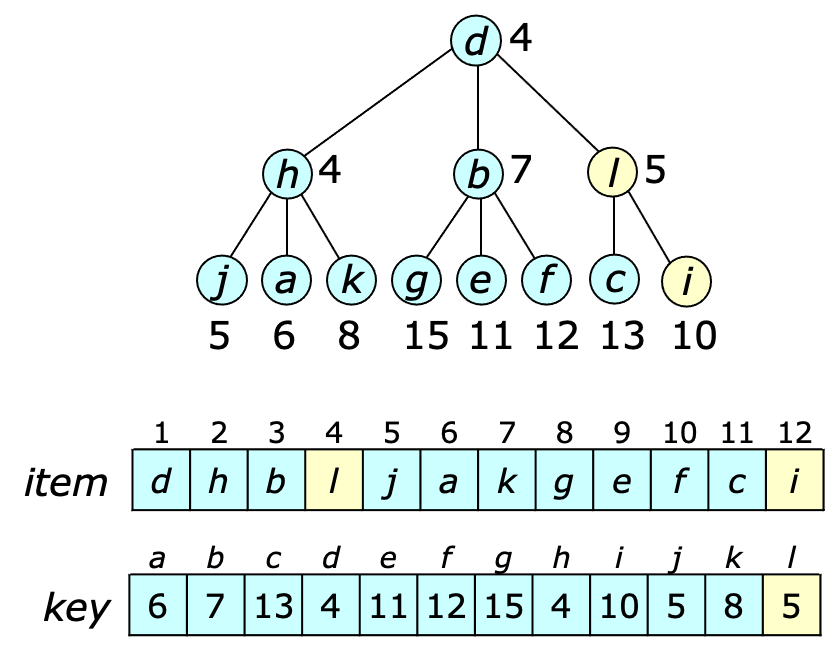 d 4
h 4 b 7 l 5
j a k g e f c i
5 6 8 15 11 12 13 10
1 2 3 4 5 6 7 8 9 10 11 12
item d h b l j a k g e f c i
a b c d e f g h i j k l
key 6 7 13 4 11 12 15 4 10 5 8 5